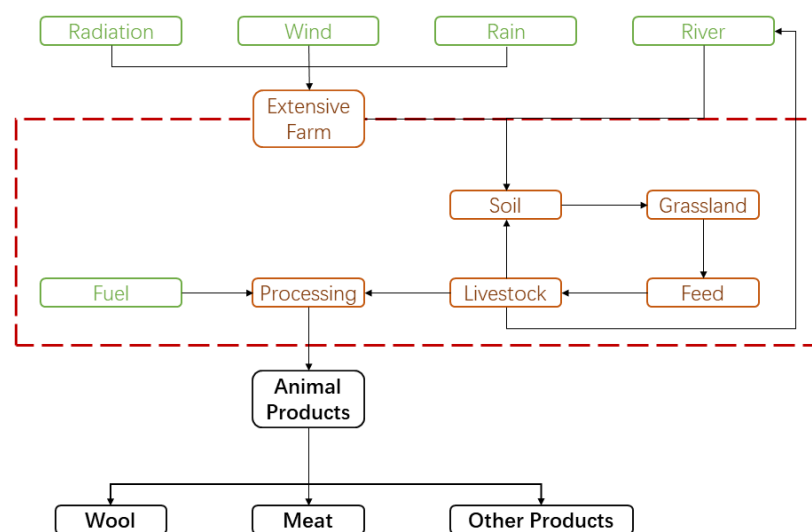 Radiation
Wind
Rain
River
Extensive
Farm
Soil
Grassland
Fuel
Processing
Livestock
Feed
Animal
Products
Wool
Meat
Other Products